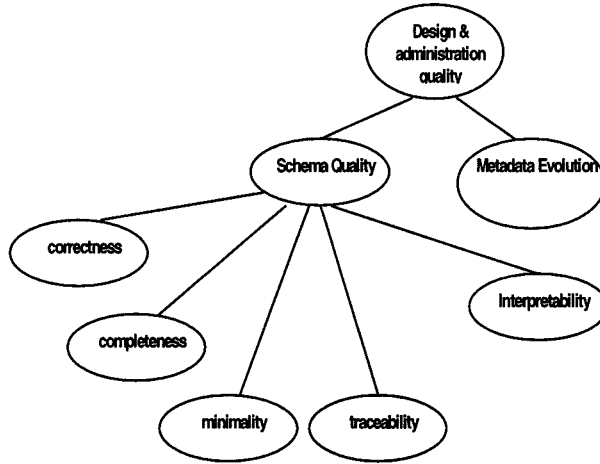 Design &
administration
quality
Schema Quality
Metadata Evolution
correctness
Interpretability
completeness
minimality
traceability